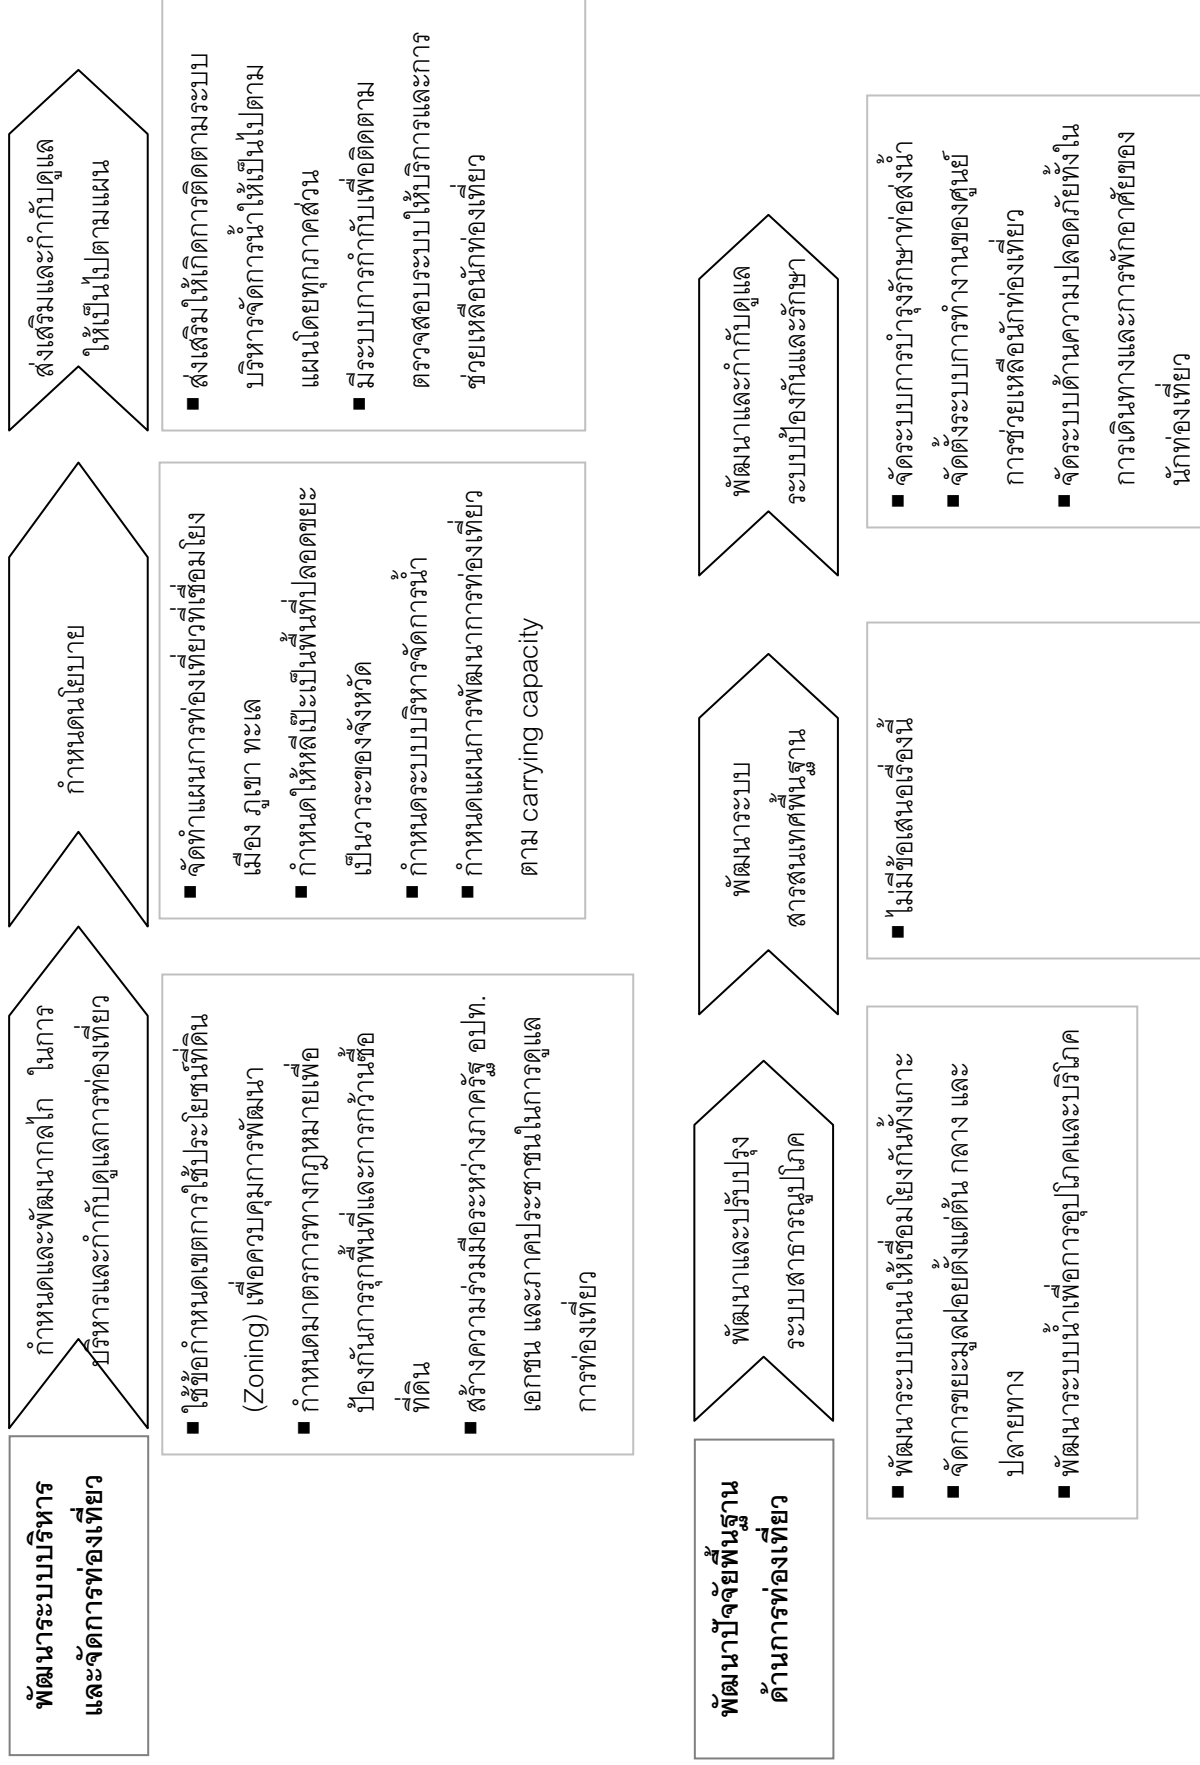 พัฒนาระบบบริหาร
และจัดการท่องเที่ยว
กำหนดและพัฒนากลไก ในการ
บริหารและกำกับดูแลการท่องเที่ยว
■ ใช้ข้อกำหนดเขตการใช้ประโยชน์ที่ดิน
(Zoning) เพื่อควบคุมการพัฒนา
■ กำหนดมาตรการทางกฎหมายเพื่อ
ป้องกันการรุกพื้นที่และการกว้านซื้อ
ที่ดิน
■ สร้างความร่วมมือระหว่างภาครัฐ อปท.
เอกชน และภาคประชาชนในการดูแล
การท่องเที่ยว
กำหนดนโยบาย
■ จัดทำแผนการท่องเที่ยวที่เชื่อมโยง
เมือง ภูเขา ทะเล
■ กำหนดให้หลีเป๊ะเป็นพื้นที่ปลอดขยะ
เป็นวาระของจังหวัด
■ กำหนดระบบบริหารจัดการน้ำ
■ กำหนดแผนการพัฒนาการท่องเที่ยว
ตาม carrying capacity
ส่งเสริมและกำกับดูแล
ให้เป็นไปตามแผน
■ ส่งเสริมให้เกิดการติดตามระบบ
บริหารจัดการน้ำให้เป็นไปตาม
แผนโดยทุกภาคส่วน
■ มีระบบการกำกับเพื่อติดตาม
ตรวจสอบระบบให้บริการและการ
ช่วยเหลือนักท่องเที่ยว
พัฒนาปัจจัยพื้นฐาน
ด้านการท่องเที่ยว
พัฒนาและปรับปรุง
ระบบสาธารณูปโภค
■ พัฒนาระบบถนนให้เชื่อมโยงกันทั้งเกาะ
■ จัดการขยะมูลฝอยตั้งแต่ต้น กลาง และ
ปลายทาง
■ พัฒนาระบบน้ำเพื่อการอุปโภคและบริโภค
พัฒนาระบบ
สารสนเทศพื้นฐาน
■ ไม่มีข้อเสนอเรื่องนี้
พัฒนาและกำกับดูแล
ระบบป้องกันและรักษา
■ จัดระบบการบำรุงรักษาท่อส่งน้ำ
■ จัดตั้งระบบการทำงานของศูนย์
การช่วยเหลือนักท่องเที่ยว
■ จัดระบบด้านความปลอดภัยทั้งใน
การเดินทางและการพักอาศัยของ
นักท่องเที่ยว